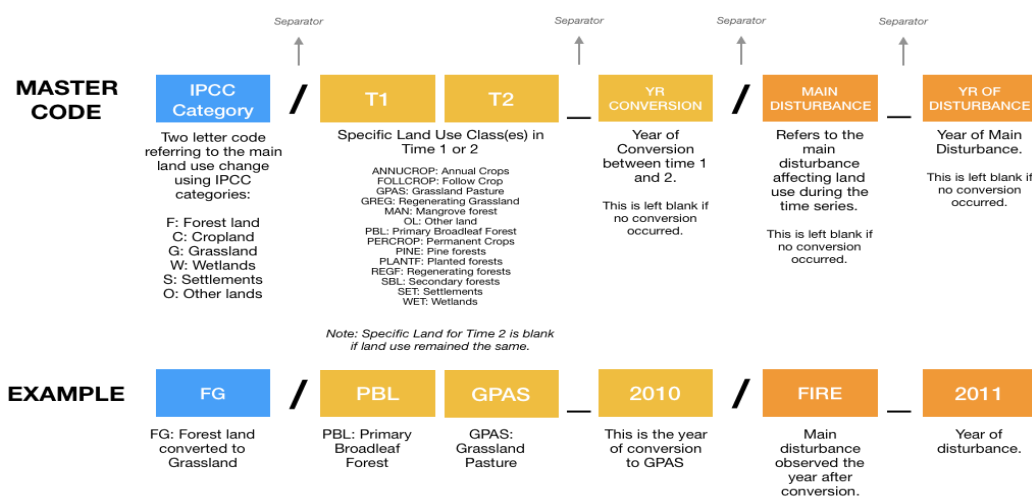 Separator
Separator
Separator
Separator
MASTER
CODE
IPCC
Category
/
T1
T2
_
YR
CONVERSION
/
MAIN
DISTURBANCE
_
YR OF
DISTURBANCE
Two letter code
referring to the main
land use change
using IPCC
categories:
F: Forest land
C: Cropland
G: Grassland
W: Wetlands
S: Settlements
O: Other lands
Specific Land Use Class(es) in
Time 1 or 2
ANNUCROP: Annual Crops
FOLLCROP: Follow Crop
GPAS: Grassland Pasture
GREG: Regenerating Grassland
MAN: Mangrove forest
OL: Other land
PBL: Primary Broadleaf Forest
PERCROP: Permanent Crops
PINE: Pine forests
PLANTF: Planted forests
REGF: Regenerating forests
SBL: Secondary forests
SET: Settlements
WET: Wetlands
Note: Specific Land for Time 2 is blank
if land use remained the same.
Year of
Conversion
between time 1
and 2.
This is left blank if
no conversion
occurred.
Refers to the
main
disturbance
affecting land
use during the
time series.
This is left blank if
no conversion
occurred.
Year of Main
Disturbance.
This is left blank if
no conversion
occurred.
EXAMPLE
FG
/
PBL
GPAS
_
2010
/
FIRE
_
2011
FG: Forest land
converted to
Grassland
PBL: Primary
Broadleaf
Forest
GPAS:
Grassland
Pasture
This is the year
of conversion
to GPAS
Main
disturbance
observed the
year after
conversion.
Year of
disturbance.